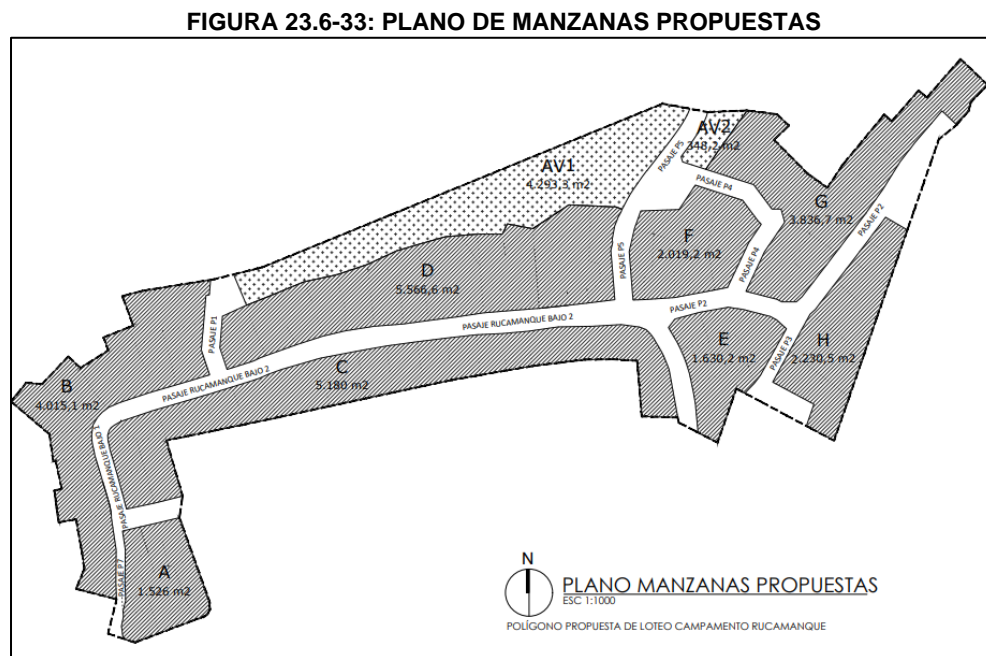 FIGURA 23.6-33: PLANO DE MANZANAS PROPUESTAS
AV2
348,2 m2
PASAJE P5
AV1
4.293,3 m2
PASAJE P4
G
3.836,7 m2
PASAJE P2
F
2.019,2 m2
PASAJE P4
PASAJE P5
D
5.566,6 m2
PASAJE P2
PASAJE P1
PASAJE RUCAMANQUE BAJO 2
E
1.630,2 m2
PASAJE P3
H
2.230,5 m2
C
5.180 m2
PASAJE RUCAMANQUE BAJO 2
B
4.015,1 m2
PASAJE RUCAMANQUE BAJO 1
PASAJE P7
A
1.526 m2
N
PLANO MANZANAS PROPUESTAS
ESC 1:1000
POLÍGONO PROPUESTA DE LOTEO CAMPAMENTO RUCAMANQUE